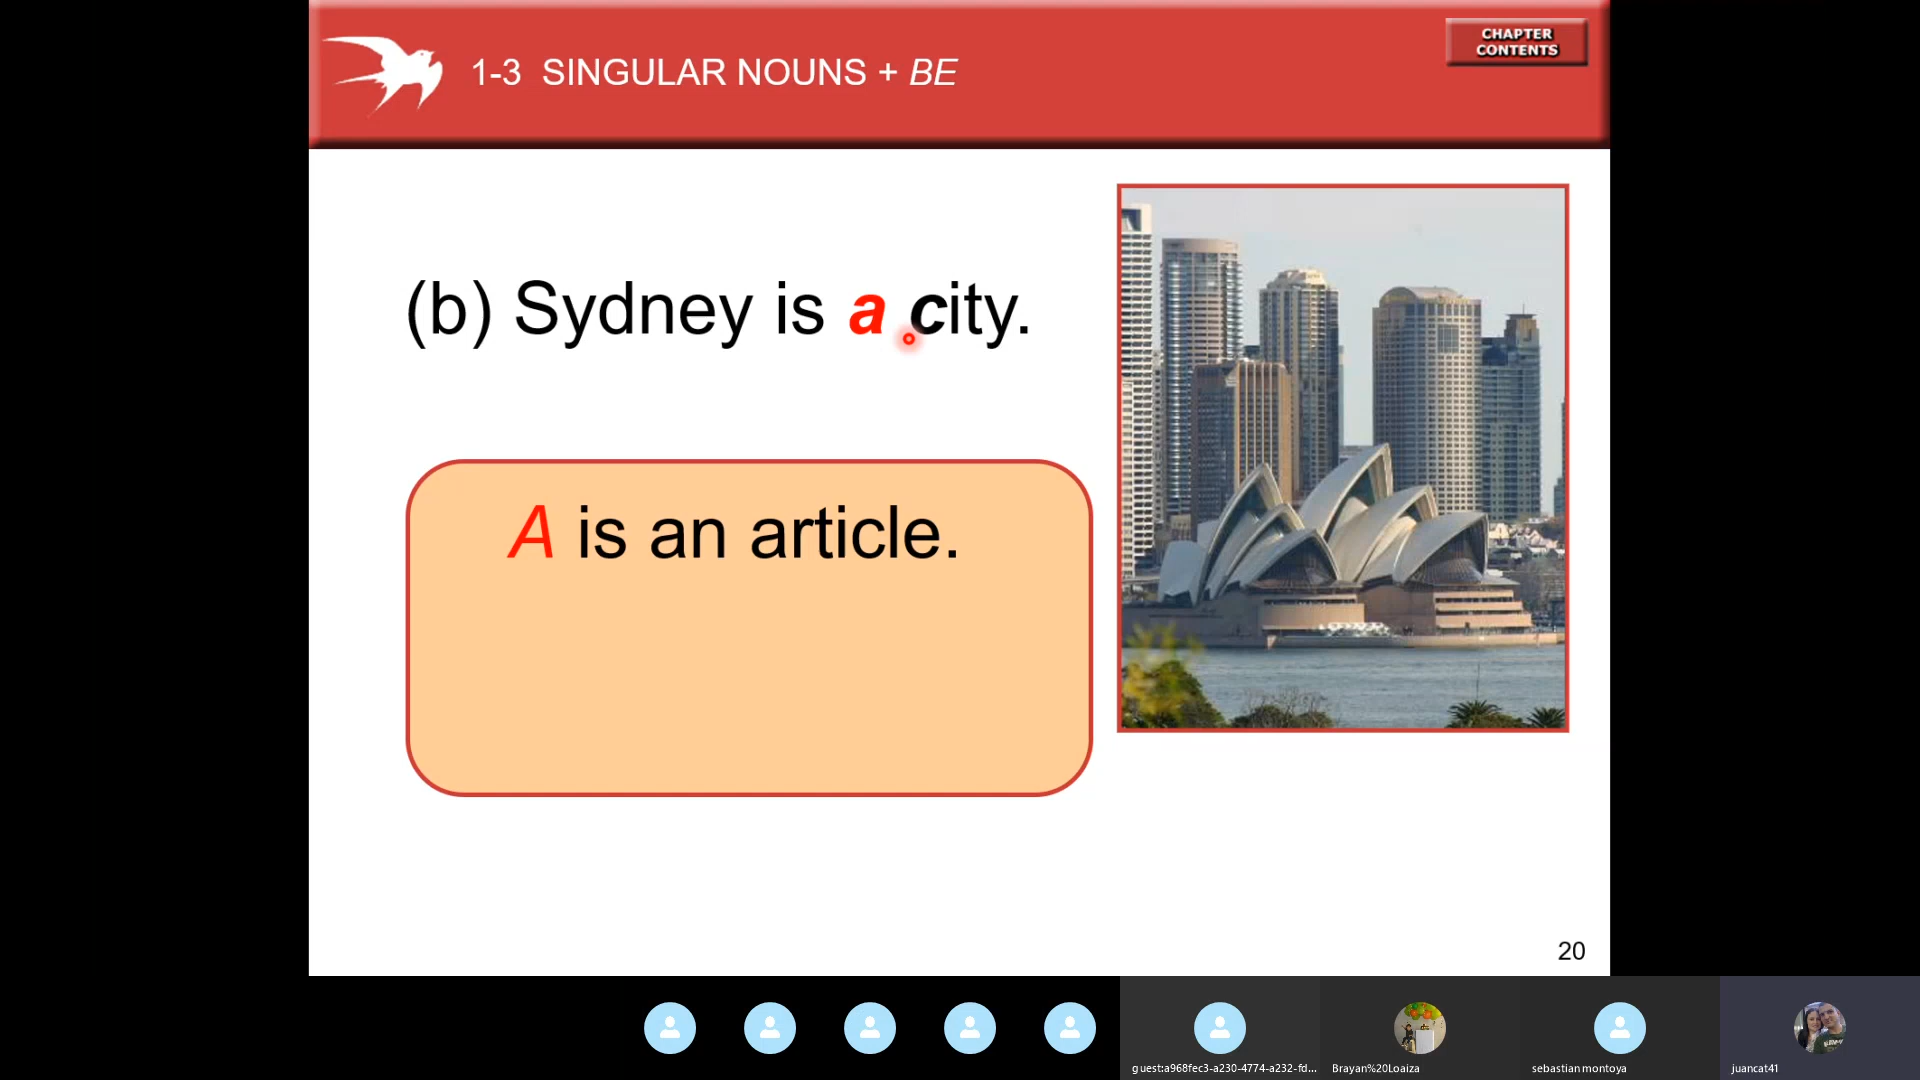 CHAPTER
CONTENTS
1-3 SINGULAR NOUNS + BE
(b) Sydney is a city.
A is an article.
20
guest:a968fec3-a230-4774-a232-fd...
Brayan%20Loaiza
sebastian montoya
juancat41